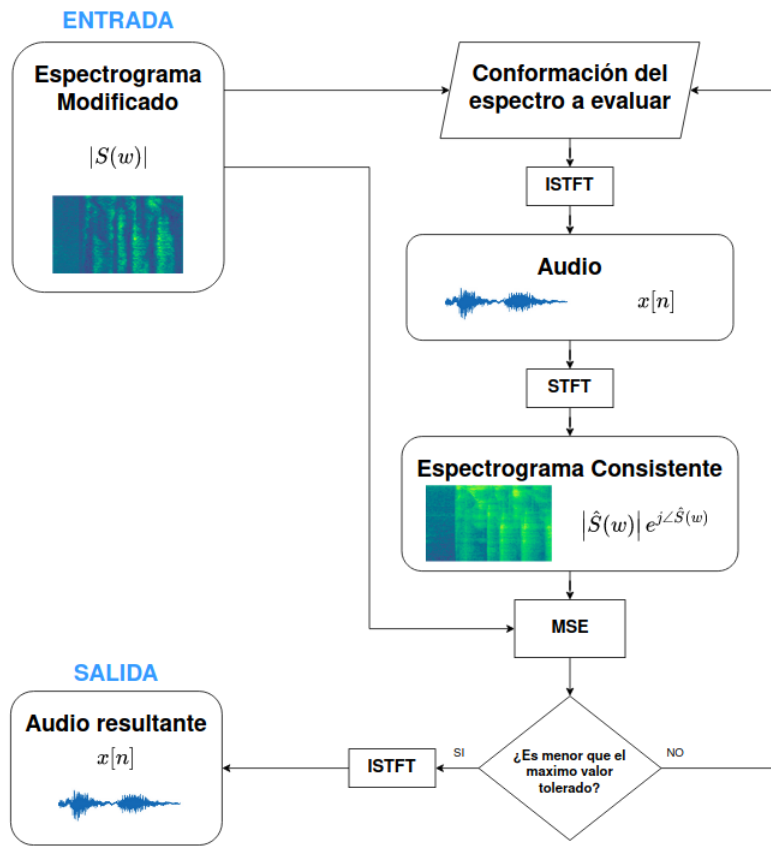 ENTRADA
Espectrograma
Modificado
|S(w)|
Conformación del
espectro a evaluar
ISTFT
Audio
x[n]
STFT
Espectrograma Consistente
|Ŝ(w)| e^{j∠Ŝ(w)}
MSE
¿Es menor que el
maximo valor
tolerado?
SI
NO
ISTFT
SALIDA
Audio resultante
x[n]